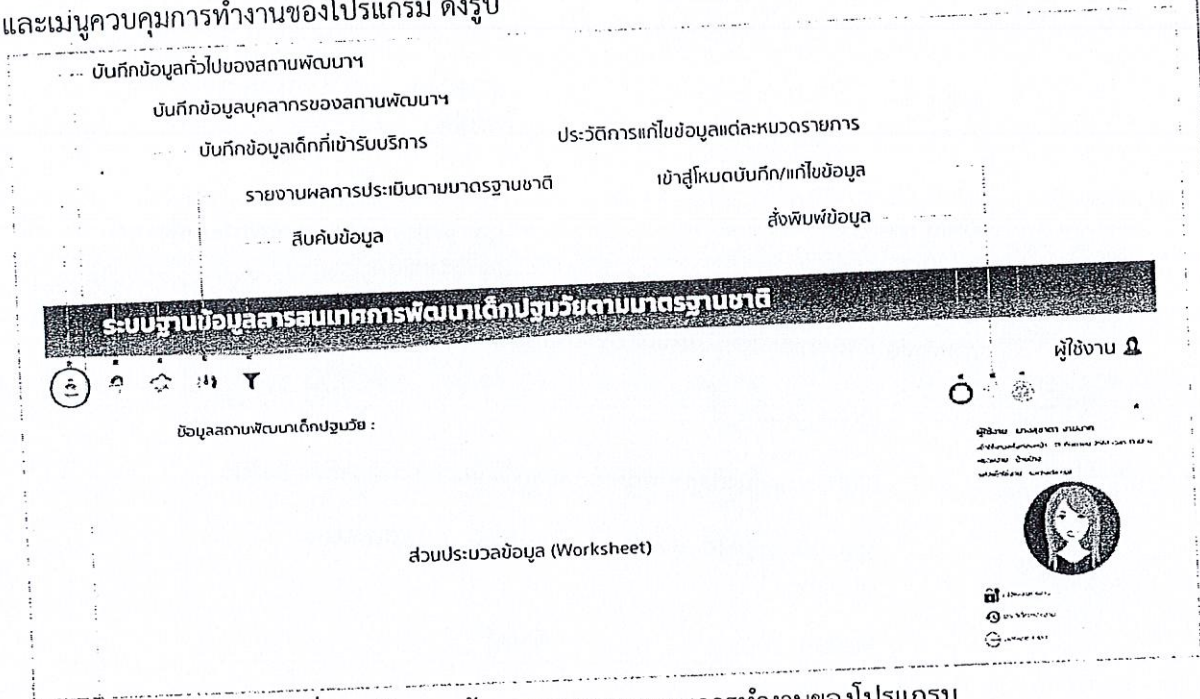 และเมนูควบคุมการทำงานของโปรแกรม ดังรูป
บันทึกข้อมูลทั่วไปของสถานพัฒนาฯ
บันทึกข้อมูลบุคลากรของสถานพัฒนาฯ
บันทึกข้อมูลเด็กที่เข้ารับบริการ
ประวัติการแก้ไขข้อมูลแต่ละหมวดรายการ
รายงานผลการประเมินตามมาตรฐานชาติ
เข้าสู่โหมดบันทึก/แก้ไขข้อมูล
สืบค้นข้อมูล
สั่งพิมพ์ข้อมูล
ระบบฐานข้อมูลสารสนเทศการพัฒนาเด็กปฐมวัยตามมาตรฐานชาติ
ผู้ใช้งาน
ข้อมูลสถานพัฒนาเด็กปฐมวัย :
ผู้ใช้งาน
ส่วนประมวลข้อมูล (Worksheet)
การทำงานของโปรแกรม